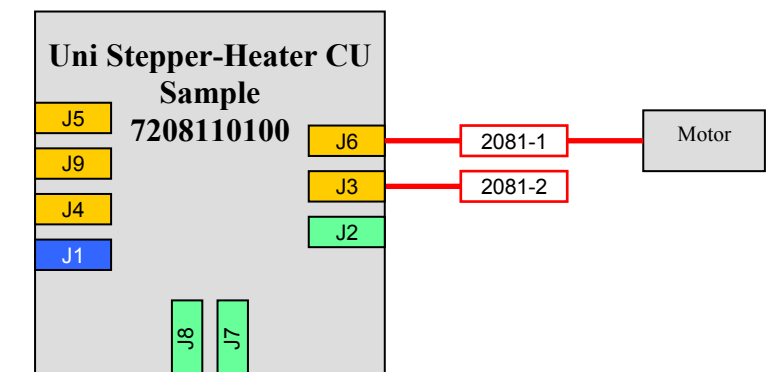 Uni Stepper-Heater CU
Sample
7208110100
J5
J9
J4
J1
J6
J3
J2
J8
J7
2081-1
2081-2
Motor